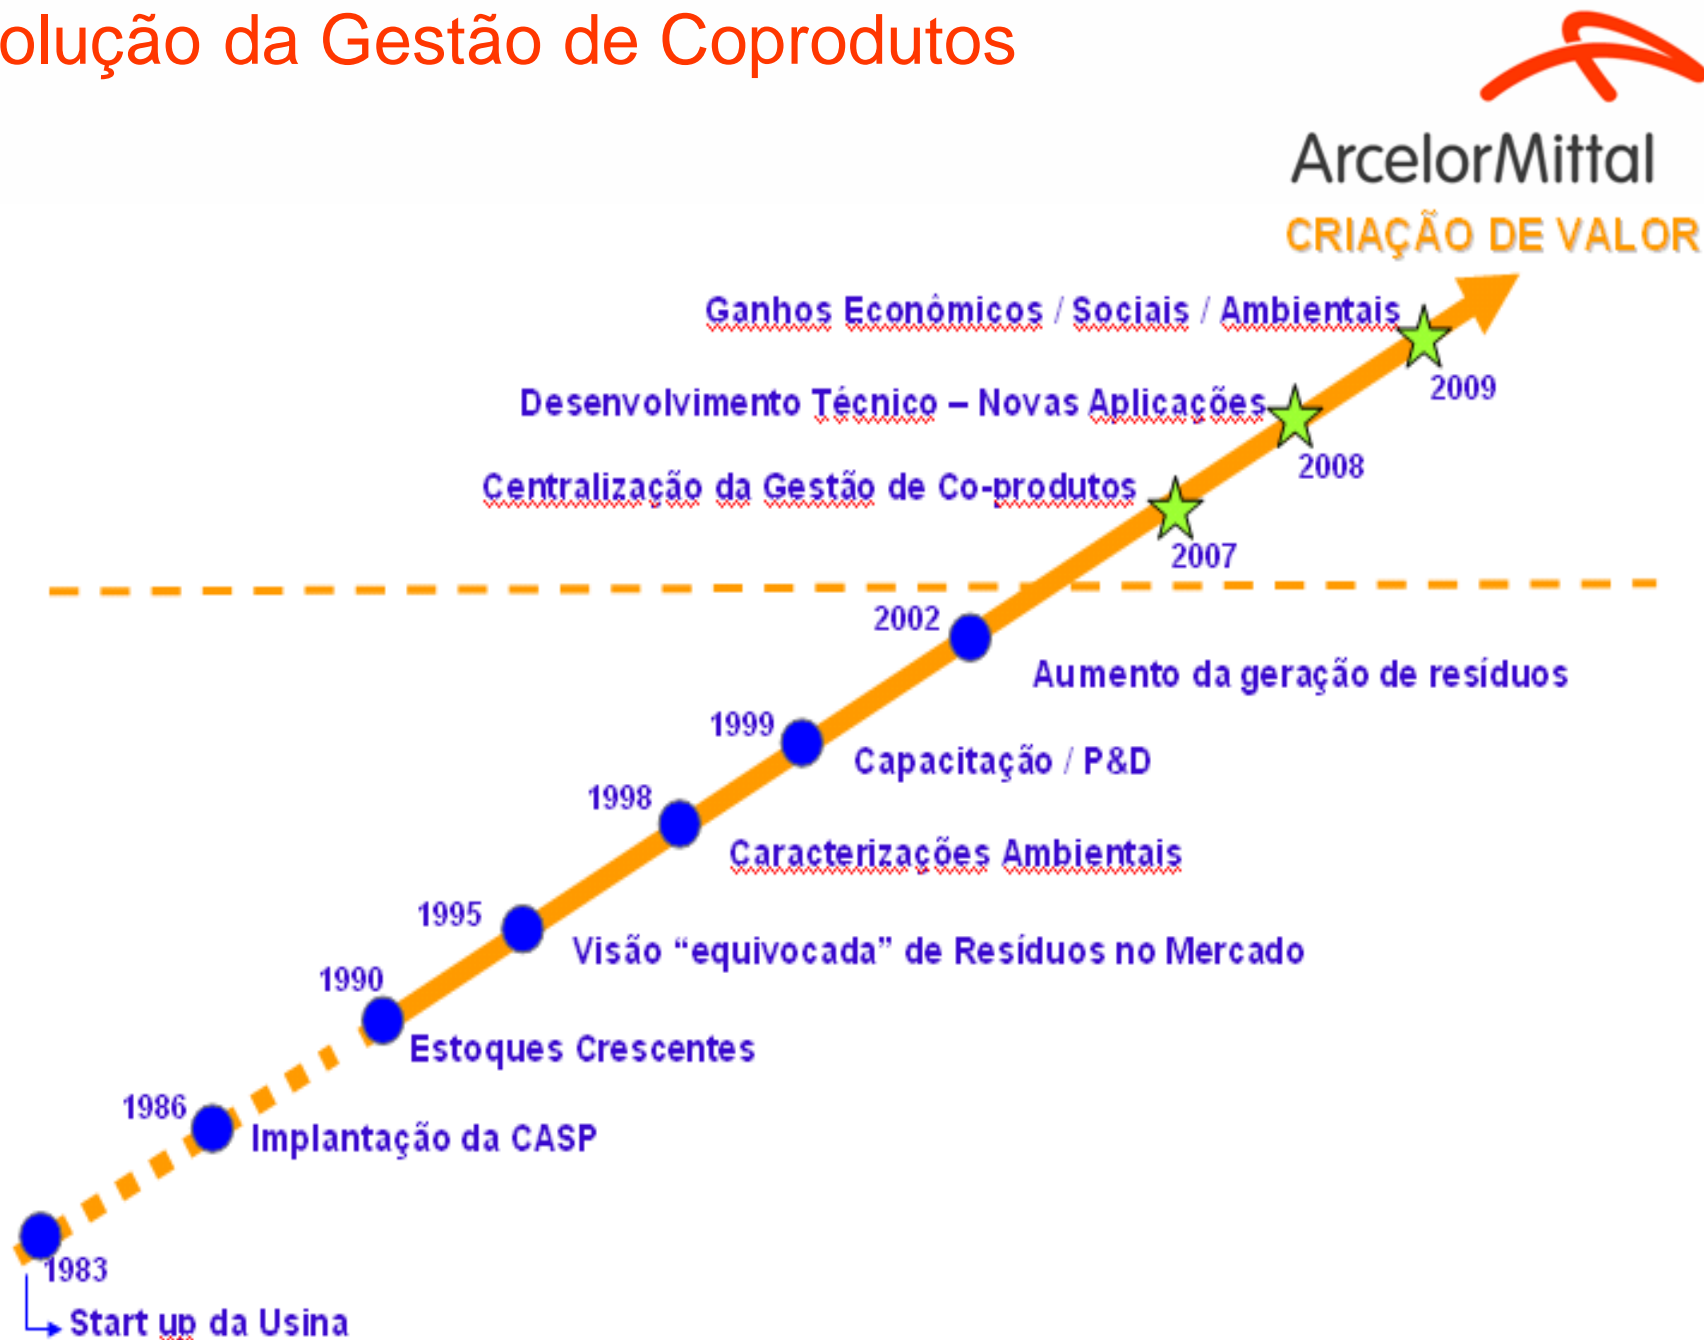 olução da Gestão de Coprodutos
ArcelorMittal
CRIAÇÃO DE VALOR
Ganhos Econômicos / Sociais / Ambientais
2009
Desenvolvimento Técnico – Novas Aplicações
2008
Centralização da Gestão de Co-produtos
2007
2002
Aumento da geração de resíduos
1999
Capacitação / P&D
1998
Caracterizações Ambientais
1995
Visão “equivocada” de Resíduos no Mercado
1990
Estoques Crescentes
1986
Implantação da CASP
1983
Start up da Usina